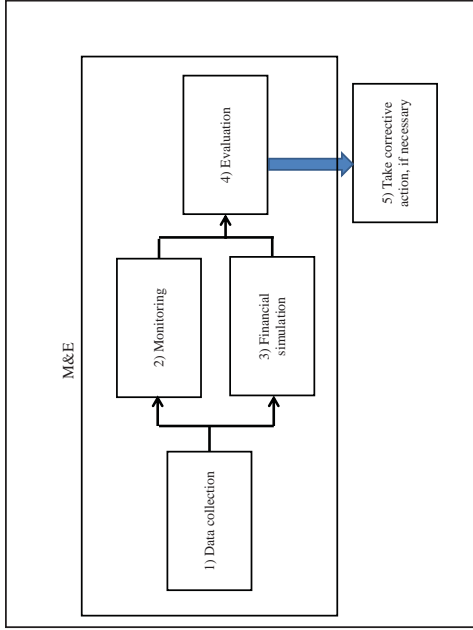 M&E
1) Data collection
2) Monitoring
3) Financial
simulation
4) Evaluation
5) Take corrective
action, if necessary